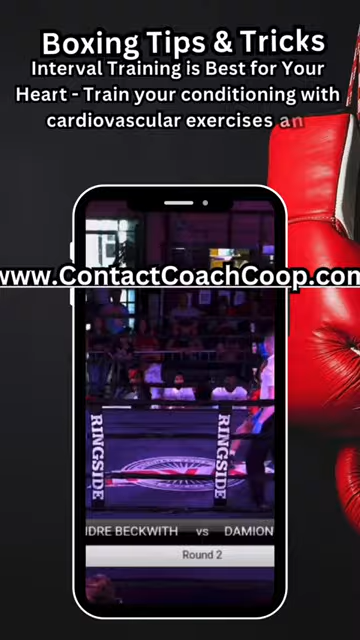 Boxing Tips & Tricks
Interval Training is Best for Your
Heart - Train your conditioning with
cardiovascular exercises an
www.ContactCoachCoop.com
RINGSIDE
RINGSIDE
NDRE BECKWITH vs DAMION
Round 2